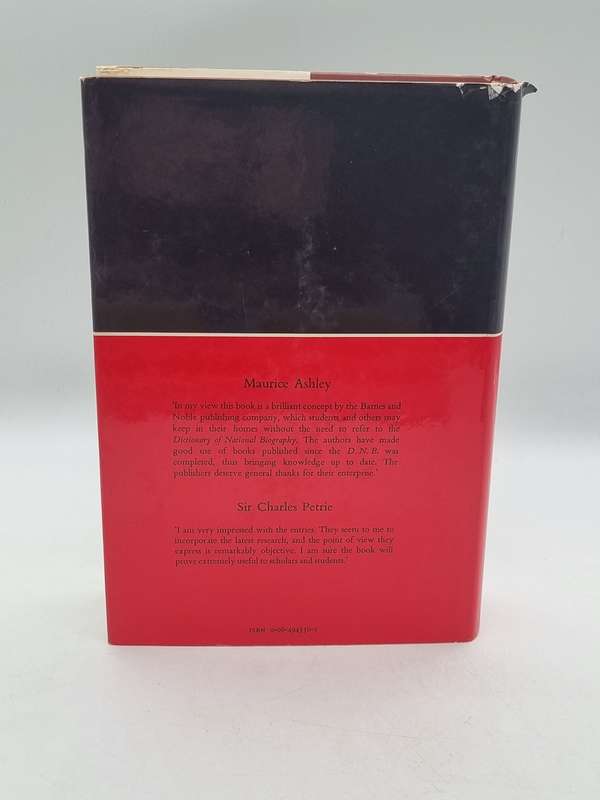 Maurice Ashley
'In my view this book is a brilliant concept by the Barnes and
Noble publishing company, which students and others may
keep in their homes without the need to refer to the
Dictionary of National Biography. The authors have made
good use of books published since the D.N.B. was
completed, thus bringing knowledge up to date. The
publishers deserve general thanks for their enterprise.'
Sir Charles Petrie
'I am very impressed with the entries. They seem to me to
incorporate the latest research, and the point of view they
express is remarkably objective. I am sure the book will
prove extremely useful to scholars and students.'
ISBN